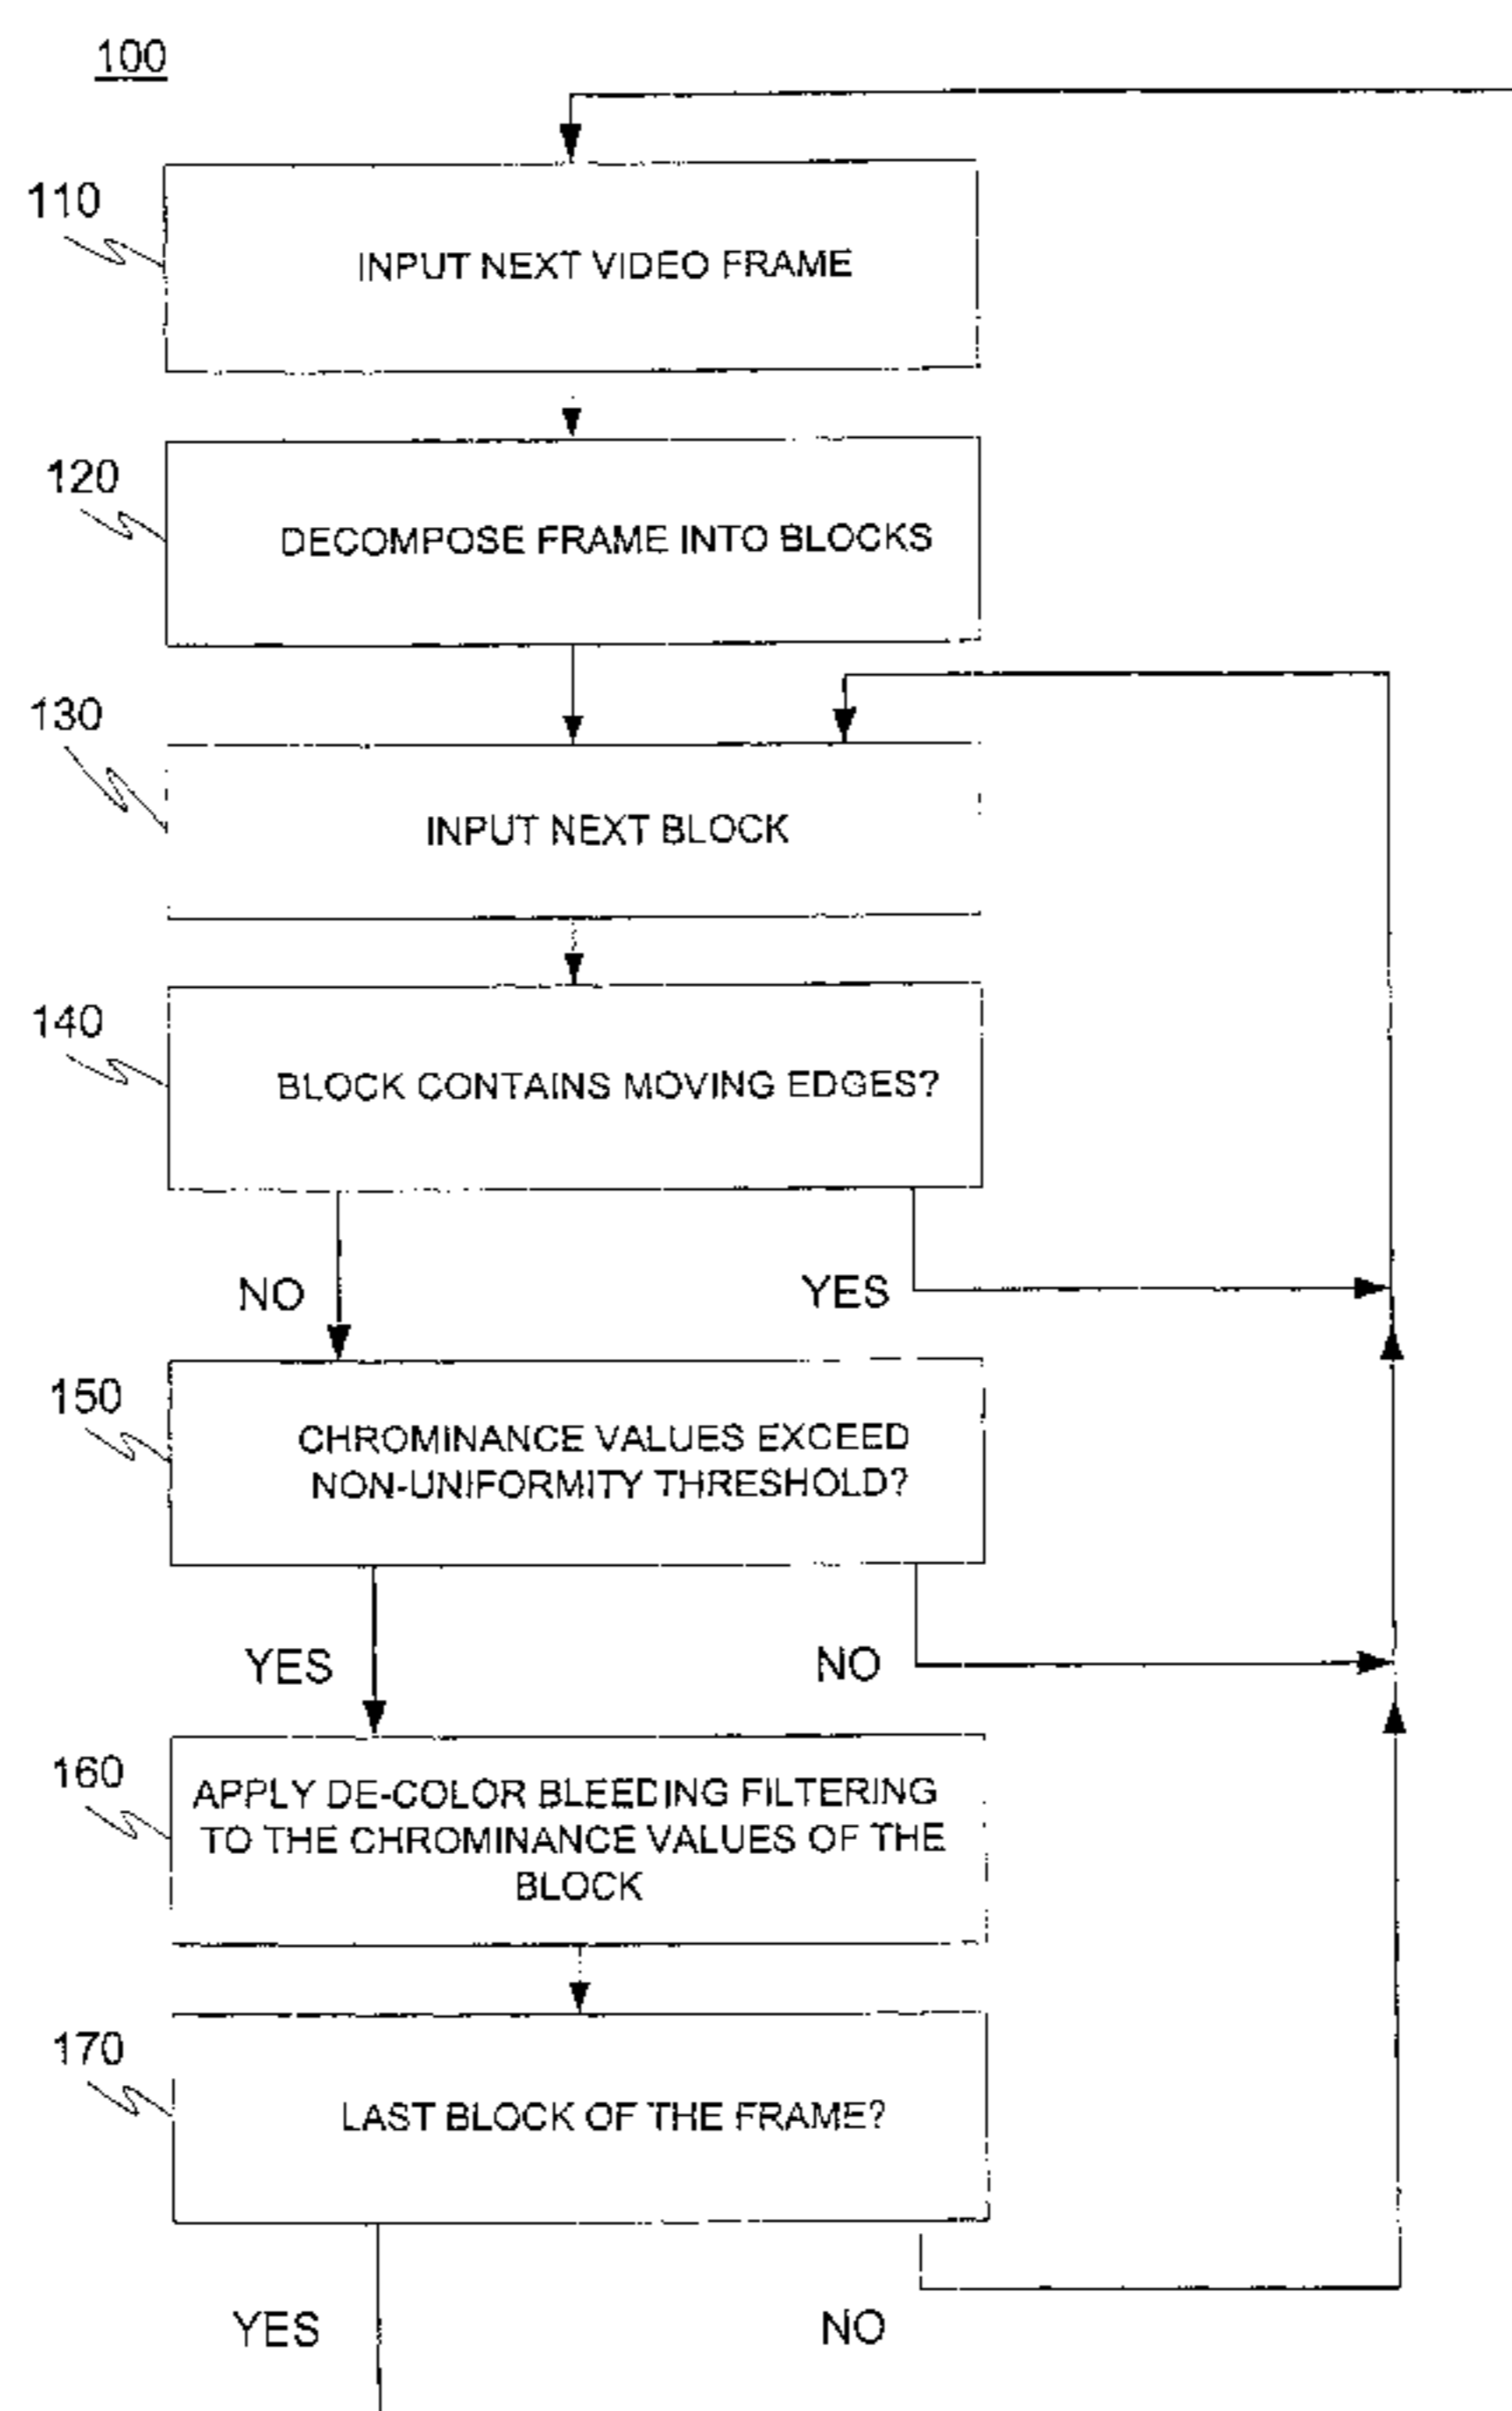 100
110
INPUT NEXT VIDEO FRAME
120
DECOMPOSE FRAME INTO BLOCKS
130
INPUT NEXT BLOCK
140
BLOCK CONTAINS MOVING EDGES?
NO
YES
150
CHROMINANCE VALUES EXCEED
NON-UNIFORMITY THRESHOLD?
YES
NO
160
APPLY DE-COLOR BLEEDING FILTERING
TO THE CHROMINANCE VALUES OF THE
BLOCK
170
LAST BLOCK OF THE FRAME?
YES
NO